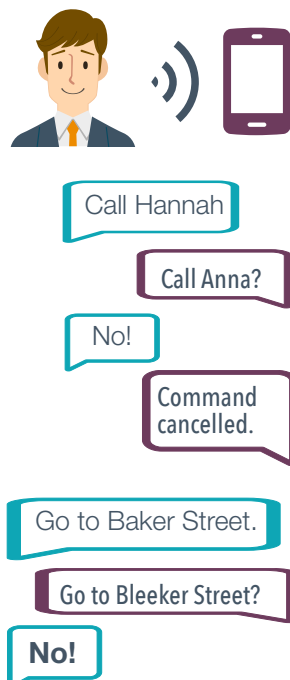 Call Hannah
Call Anna?
No!
Command
cancelled.
Go to Baker Street.
Go to Bleeker Street?
No!